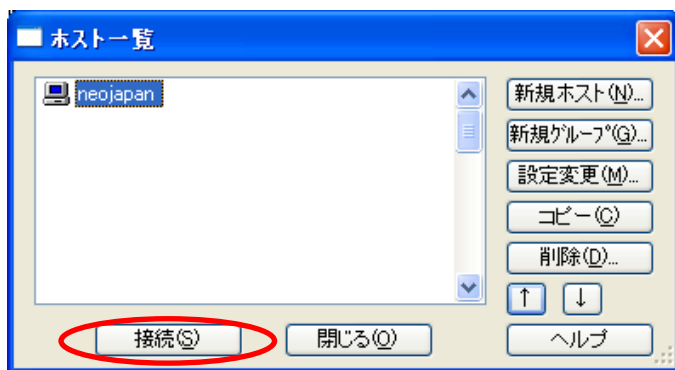 ホスト一覧
neojapan
新規ホスト(N)...
新規ｸﾞﾙｰﾌﾟ(G)...
設定変更(M)...
コピー(C)
削除(D)...
↑ ↓
接続(S) 閉じる(O) ヘルプ